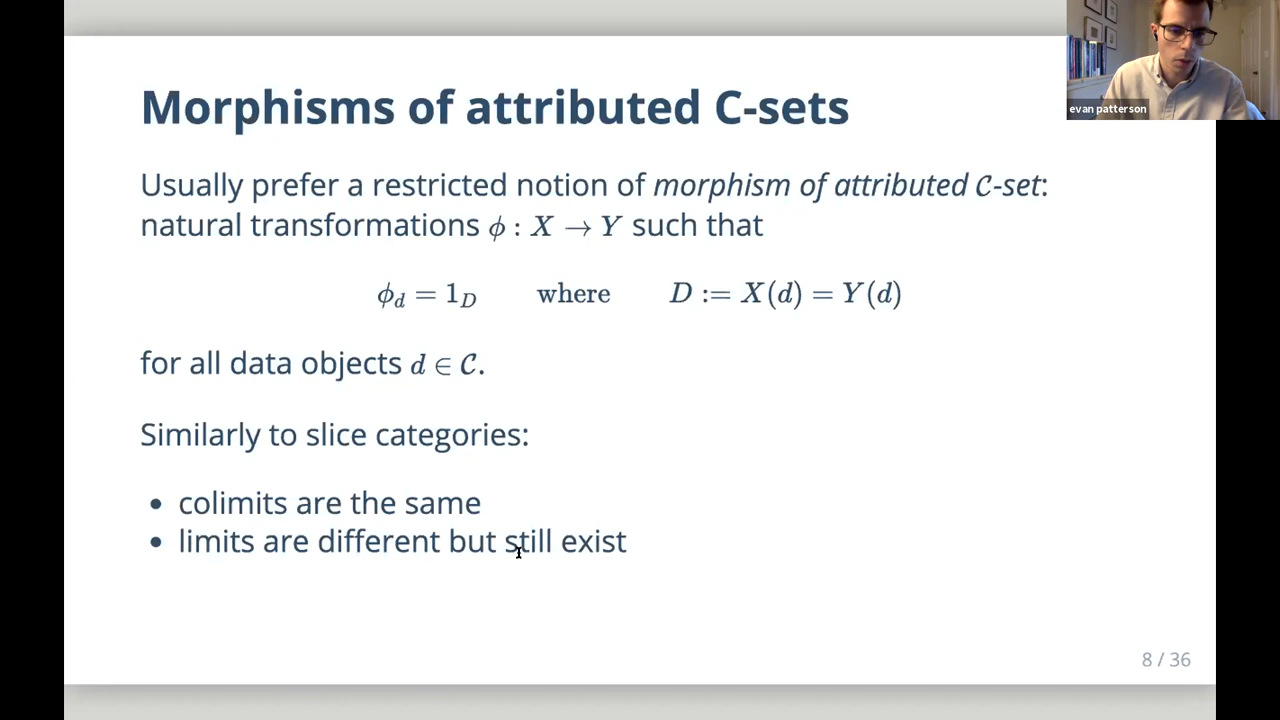 Morphisms of attributed C-sets
evan patterson
Usually prefer a restricted notion of morphism of attributed 𝒞-set:
natural transformations ϕ : X → Y such that
ϕ_d = 1_D where D := X(d) = Y(d)
for all data objects d ∈ 𝒞.
Similarly to slice categories:
• colimits are the same
• limits are different but still exist
8 / 36